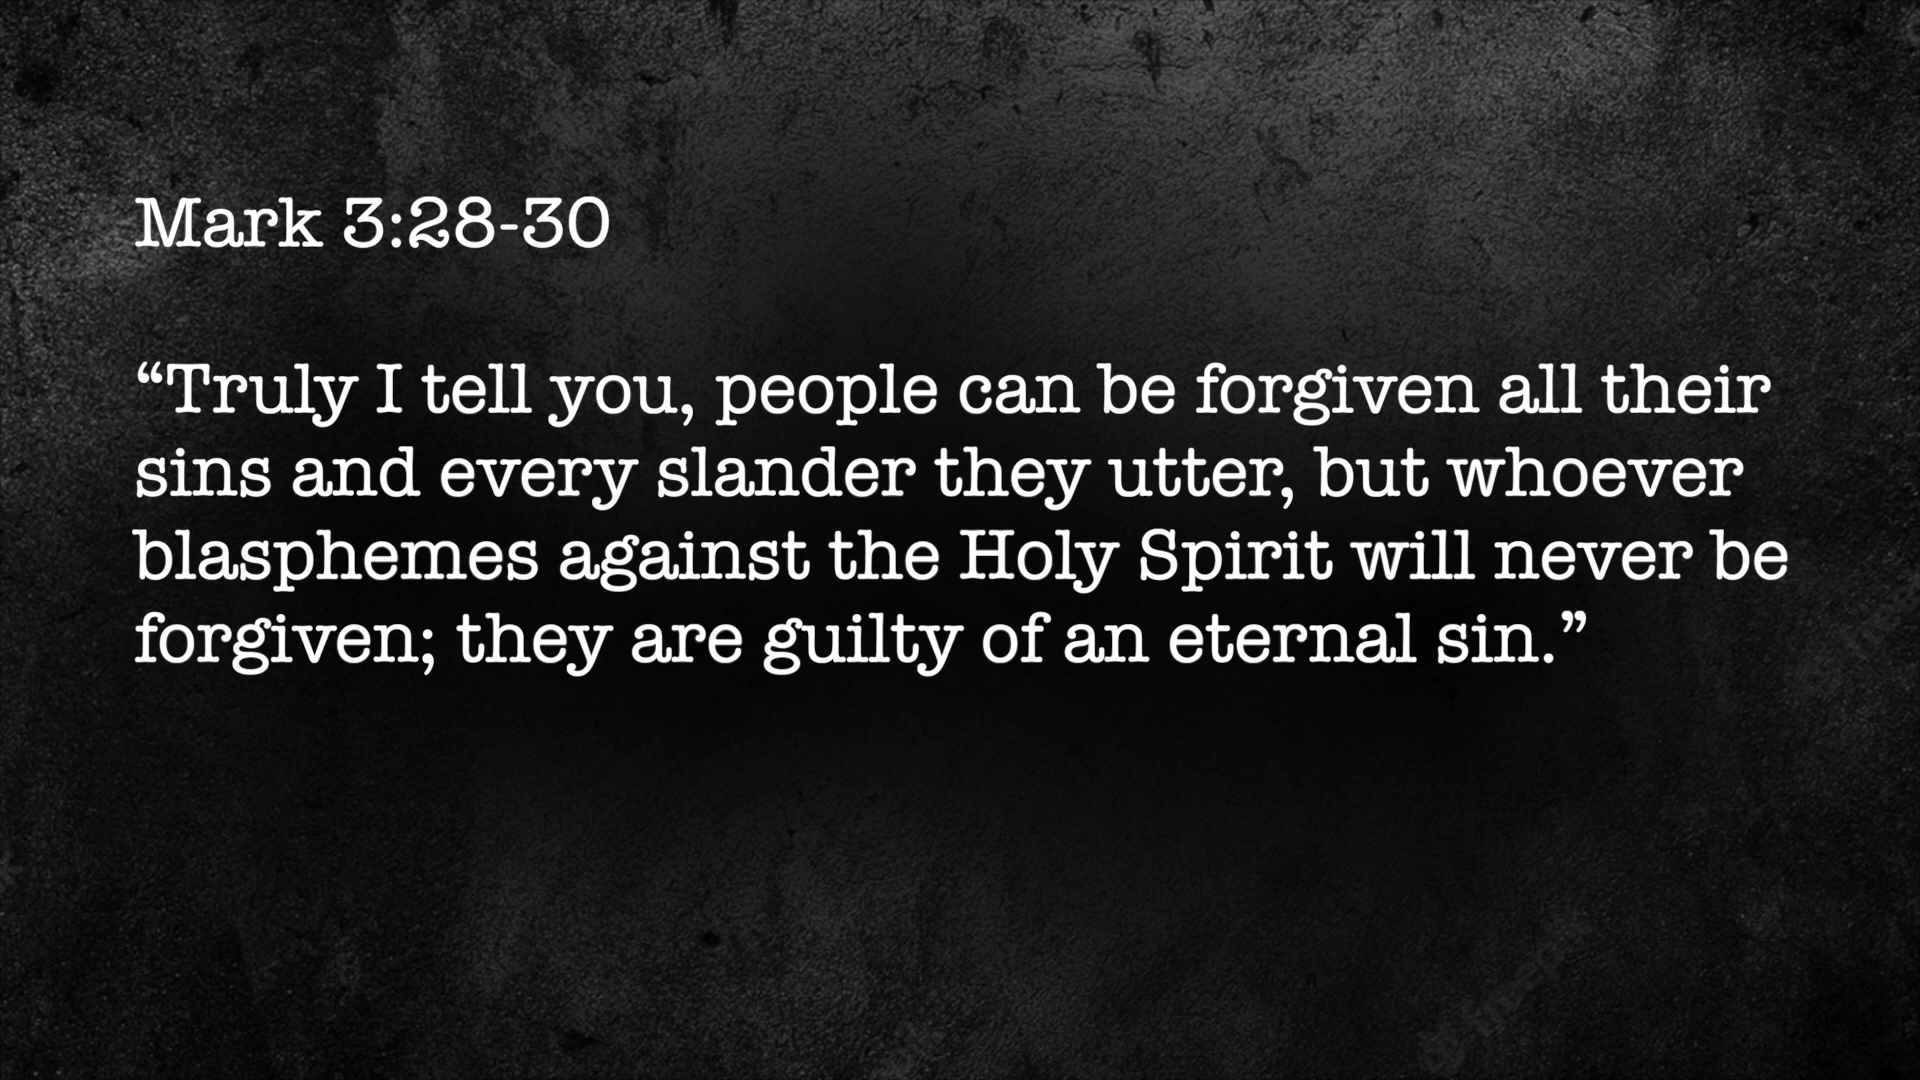 Mark 3:28-30
“Truly I tell you, people can be forgiven all their
sins and every slander they utter, but whoever
blasphemes against the Holy Spirit will never be
forgiven; they are guilty of an eternal sin.”